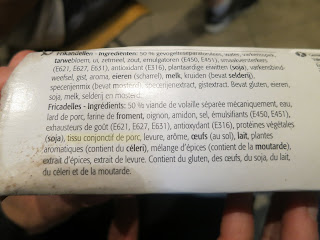 Frikandellen - Ingrediënten: 50 % gevogelteseparatorvlees, water, varkensspek,
tarwebloem, ui, zetmeel, zout, emulgatoren (E450, E451),
(E621, E627, E631), antioxidant (E316), plantaardige eiwitten (soja), varkensbind-
weefsel, gist, aroma, eieren (scharrel), melk, kruiden (bevat selderij),
specerijenmix (bevat mosterd), specerijenextract, gistextract. Bevat gluten, eieren,
soja, melk, selderij en mosterd.
Fricadelles - Ingrédients: 50 % viande de volaille séparée mécaniquement, eau,
lard de porc, farine de froment, oignon, amidon, sel, émulsifiants (E450, E451),
exhausteurs de goût (E621, E627, E631), antioxydant (E316), protéines végétales
(soja), tissu conjonctif de porc, levure, arôme, œufs (au sol), lait, plantes
aromatiques (contient du céleri), mélange d'épices (contient de la moutarde),
extrait d'épices, extrait de levure. Contient du gluten, des œufs, du soja, du lait,
du céleri et de la moutarde.